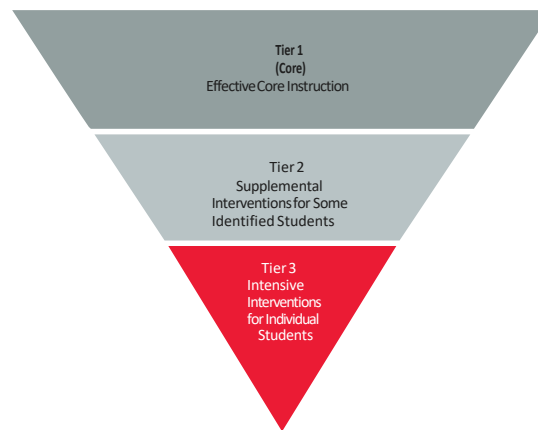 Tier 1
(Core)
Effective Core Instruction
Tier 2
Supplemental
Interventions for Some
Identified Students
Tier 3
Intensive
Interventions
for Individual
Students